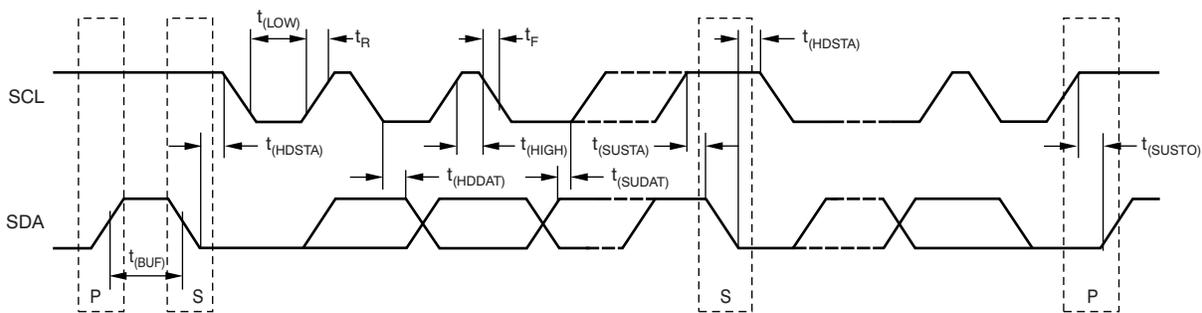 t(LOW)
tR
tF
t(HDSTA)
SCL
t(HDSTA)
t(HIGH)
t(SUSTA)
t(SUSTO)
t(HDDAT)
t(SUDAT)
SDA
t(BUF)
P
S
S
P